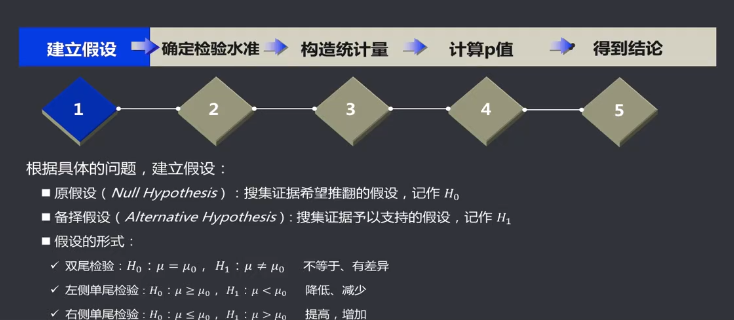 建立假设 确定检验水准 构造统计量 计算p值 得到结论
1 2 3 4 5
根据具体的问题，建立假设：
■ 原假设（Null Hypothesis）：搜集证据希望推翻的假设，记作 H₀
■ 备择假设（Alternative Hypothesis）：搜集证据予以支持的假设，记作 H₁
■ 假设的形式：
✓ 双尾检验：H₀：μ = μ₀ ， H₁：μ ≠ μ₀ 不等于、有差异
✓ 左侧单尾检验：H₀：μ ≥ μ₀ ， H₁：μ < μ₀ 降低、减少
✓ 右侧单尾检验：H₀：μ ≤ μ₀ ， H₁：μ > μ₀ 提高，增加